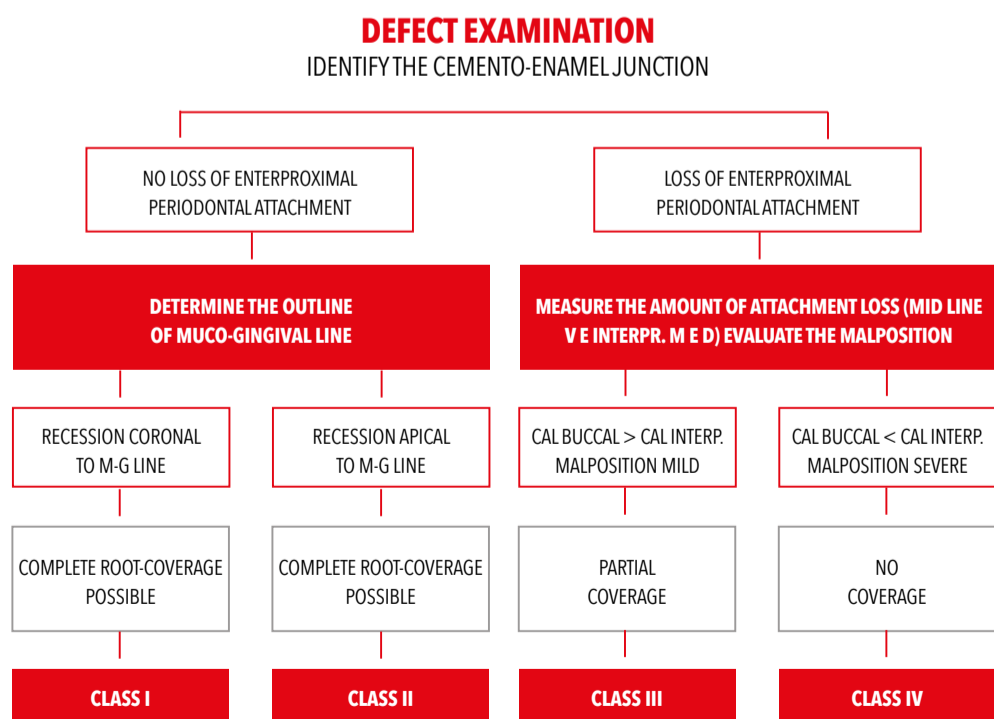 DEFECT EXAMINATION
IDENTIFY THE CEMENTO-ENAMEL JUNCTION
NO LOSS OF ENTERPROXIMAL
PERIODONTAL ATTACHMENT
LOSS OF ENTERPROXIMAL
PERIODONTAL ATTACHMENT
DETERMINE THE OUTLINE
OF MUCO-GINGIVAL LINE
MEASURE THE AMOUNT OF ATTACHMENT LOSS (MID LINE
V E INTERPR. M E D) EVALUATE THE MALPOSITION
RECESSION CORONAL
TO M-G LINE
RECESSION APICAL
TO M-G LINE
CAL BUCCAL > CAL INTERP.
MALPOSITION MILD
CAL BUCCAL < CAL INTERP.
MALPOSITION SEVERE
COMPLETE ROOT-COVERAGE
POSSIBLE
COMPLETE ROOT-COVERAGE
POSSIBLE
PARTIAL
COVERAGE
NO
COVERAGE
CLASS I
CLASS II
CLASS III
CLASS IV